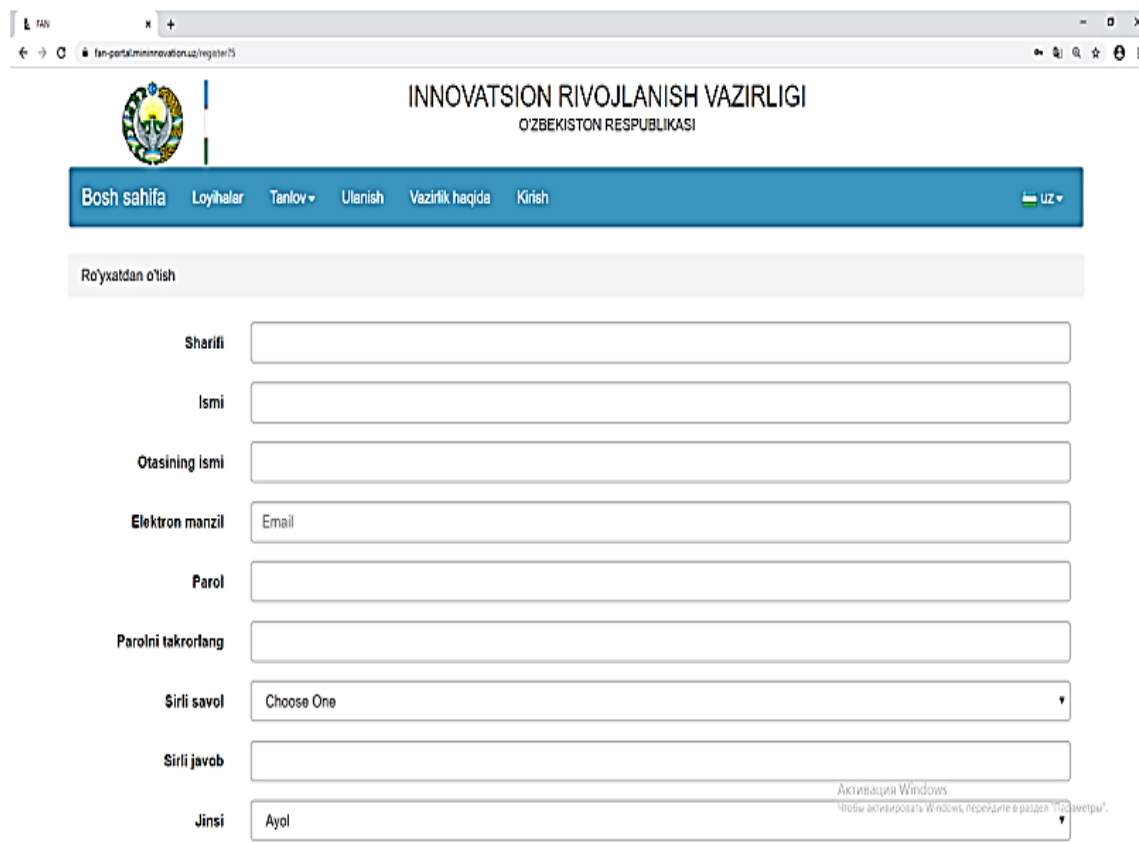 FAN
fan-portal.mininnovation.uz/register?5
INNOVATSION RIVOJLANISH VAZIRLIGI
O'ZBEKISTON RESPUBLIKASI
Bosh sahifa Loyihalar Tanlov Ulanish Vazirlik haqida Kirish UZ
Ro'yxatdan o'tish
Sharifi
Ismi
Otasining ismi
Elektron manzil Email
Parol
Parolni takrorlang
Sirli savol Choose One
Sirli javob
Активация Windows
Чтобы активировать Windows, перейдите в раздел "Параметры".
Jinsi Ayol